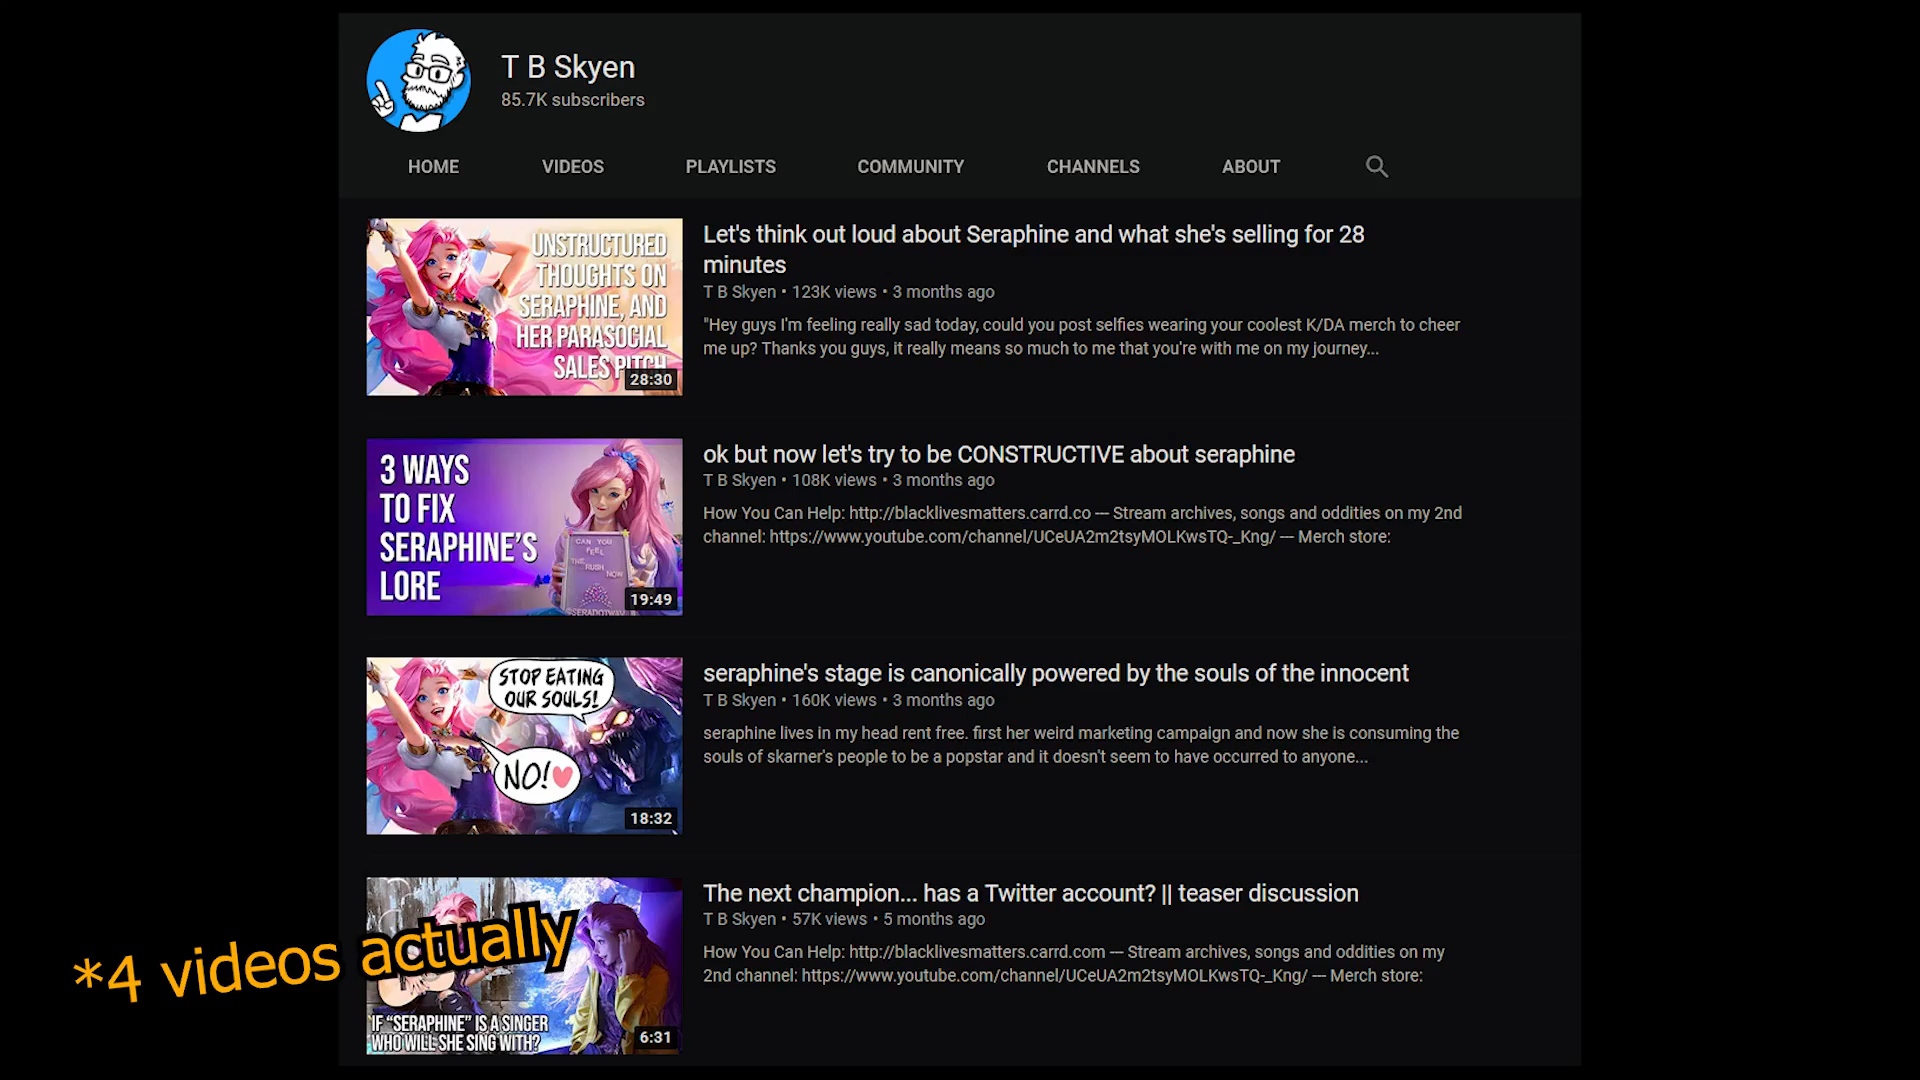 T B Skyen
85.7K subscribers
HOME VIDEOS PLAYLISTS COMMUNITY CHANNELS ABOUT
UNSTRUCTURED
THOUGHTS ON
SERAPHINE, AND
HER PARASOCIAL
SALES PITCH
28:30
Let's think out loud about Seraphine and what she's selling for 28
minutes
T B Skyen • 123K views • 3 months ago
"Hey guys I'm feeling really sad today, could you post selfies wearing your coolest K/DA merch to cheer
me up? Thanks you guys, it really means so much to me that you're with me on my journey...
3 WAYS
TO FIX
SERAPHINE'S
LORE
CAN YOU
FEEL
THE RUSH
NOW
@SERADOTWAV
19:49
ok but now let's try to be CONSTRUCTIVE about seraphine
T B Skyen • 108K views • 3 months ago
How You Can Help: http://blacklivesmatters.carrd.co — Stream archives, songs and oddities on my 2nd
channel: https://www.youtube.com/channel/UCeUA2m2tsyMOLKwsTQ-_Kng/ — Merch store:
STOP EATING
OUR SOULS!
NO!
18:32
seraphine's stage is canonically powered by the souls of the innocent
T B Skyen • 160K views • 3 months ago
seraphine lives in my head rent free. first her weird marketing campaign and now she is consuming the
souls of skarner's people to be a popstar and it doesn't seem to have occurred to anyone...
*4 videos actually
IF "SERAPHINE" IS A SINGER
WHO WILL SHE SING WITH?
6:31
The next champion... has a Twitter account? || teaser discussion
T B Skyen • 57K views • 5 months ago
How You Can Help: http://blacklivesmatters.carrd.com — Stream archives, songs and oddities on my
2nd channel: https://www.youtube.com/channel/UCeUA2m2tsyMOLKwsTQ-_Kng/ — Merch store: